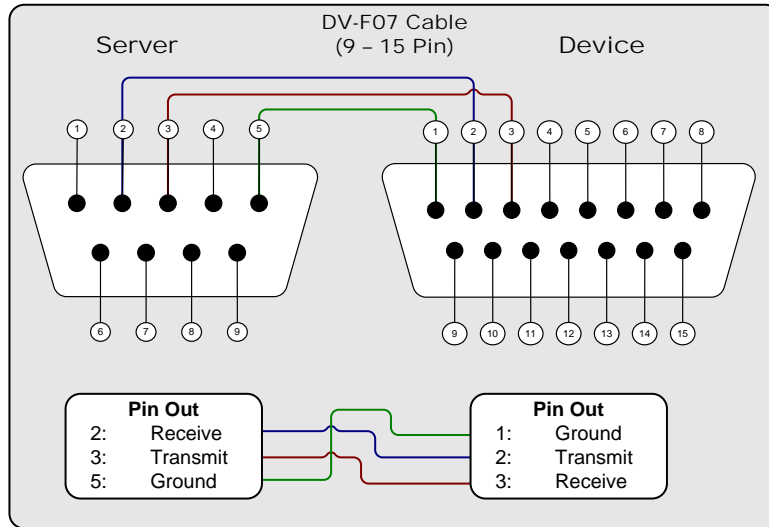 DV-F07 Cable
(9 – 15 Pin)
Server
Device
1 2 3 4 5
1 2 3 4 5 6 7 8
6 7 8 9
9 10 11 12 13 14 15
Pin Out
2: Receive
3: Transmit
5: Ground
Pin Out
1: Ground
2: Transmit
3: Receive